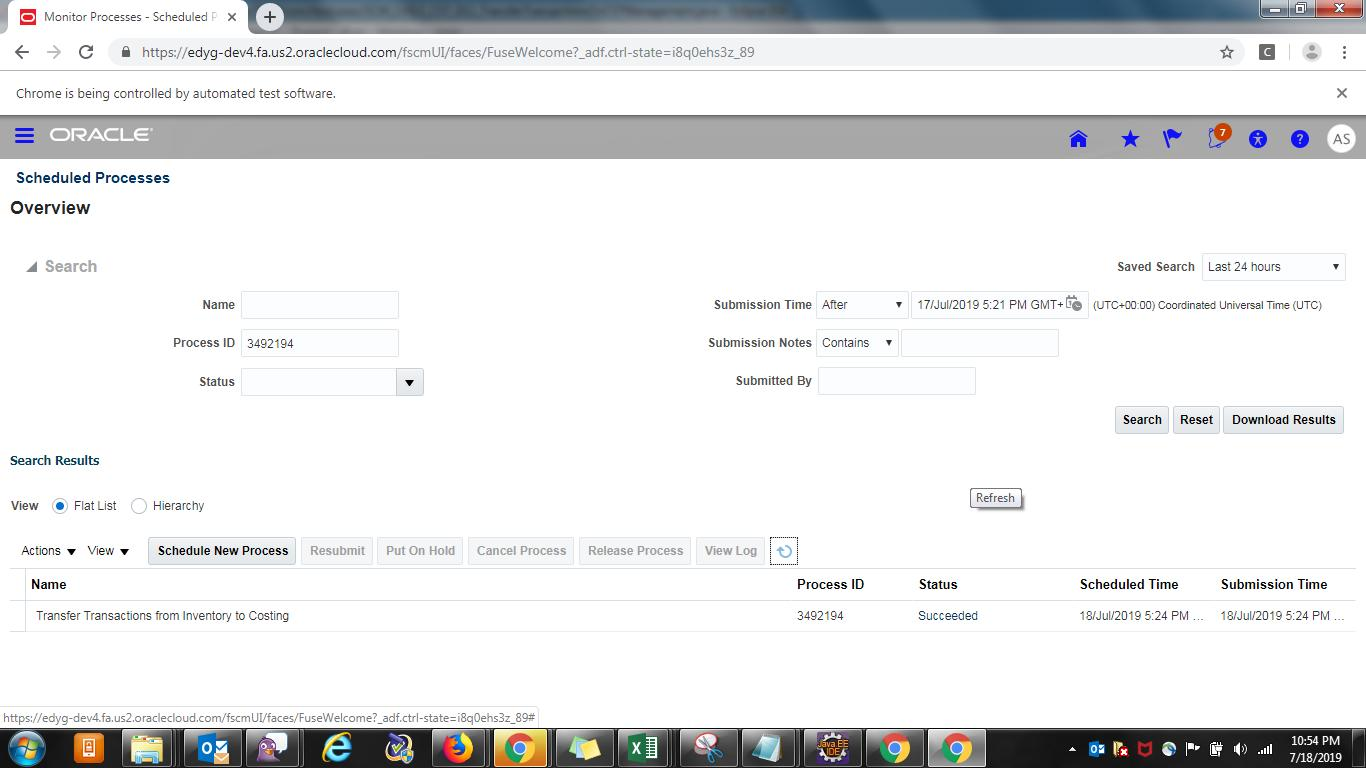 Monitor Processes - Scheduled P
https://edyg-dev4.fa.us2.oraclecloud.com/fscmUI/faces/FuseWelcome?_adf.ctrl-state=i8q0ehs3z_89
C
Chrome is being controlled by automated test software.
ORACLE
7
?
AS
Scheduled Processes
Overview
Search
Saved Search Last 24 hours
Name
Submission Time After 17/Jul/2019 5:21 PM GMT+ (UTC+00:00) Coordinated Universal Time (UTC)
Process ID 3492194
Submission Notes Contains
Status
Submitted By
Search Reset Download Results
Search Results
View Flat List Hierarchy
Refresh
Actions View Schedule New Process Resubmit Put On Hold Cancel Process Release Process View Log
Name Process ID Status Scheduled Time Submission Time
Transfer Transactions from Inventory to Costing 3492194 Succeeded 18/Jul/2019 5:24 PM ... 18/Jul/2019 5:24 PM ...
https://edyg-dev4.fa.us2.oraclecloud.com/fscmUI/faces/FuseWelcome?_adf.ctrl-state=i8q0ehs3z_89#
Java EE
IDE
10:54 PM
7/18/2019